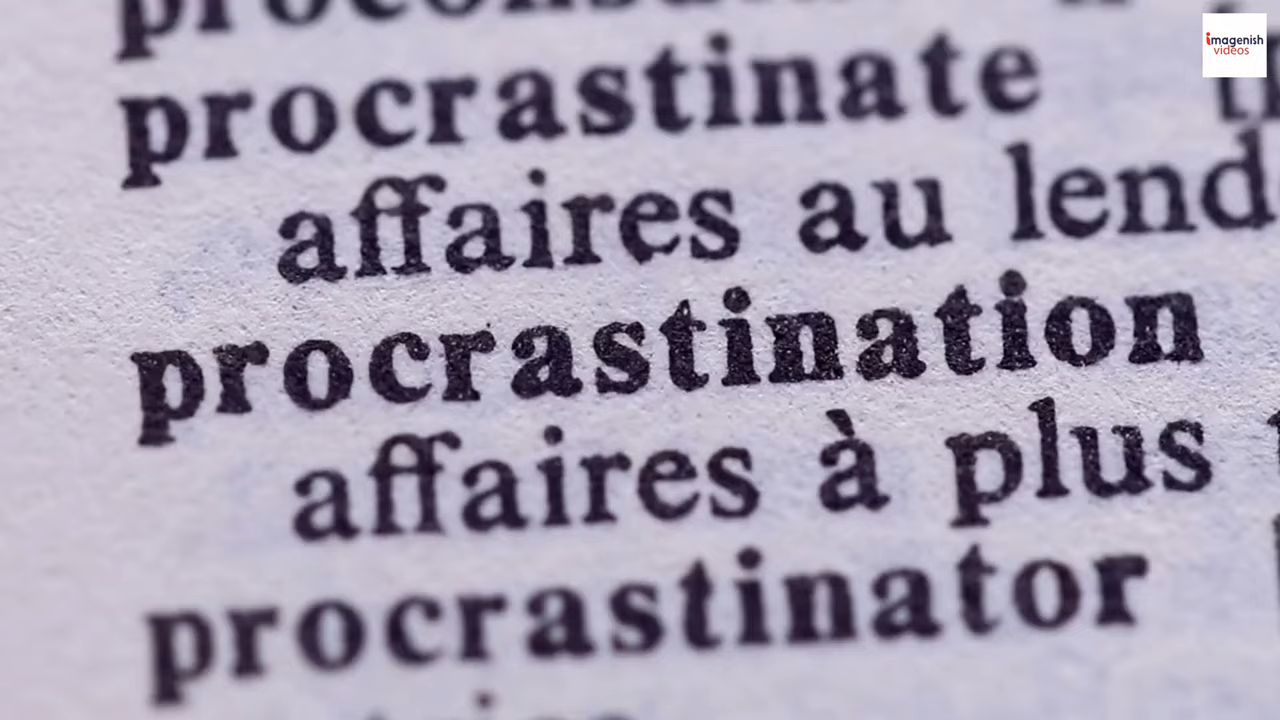 procrastinate
affaires au lend
procrastination
affaires à plus
procrastinator
imagenish
videos